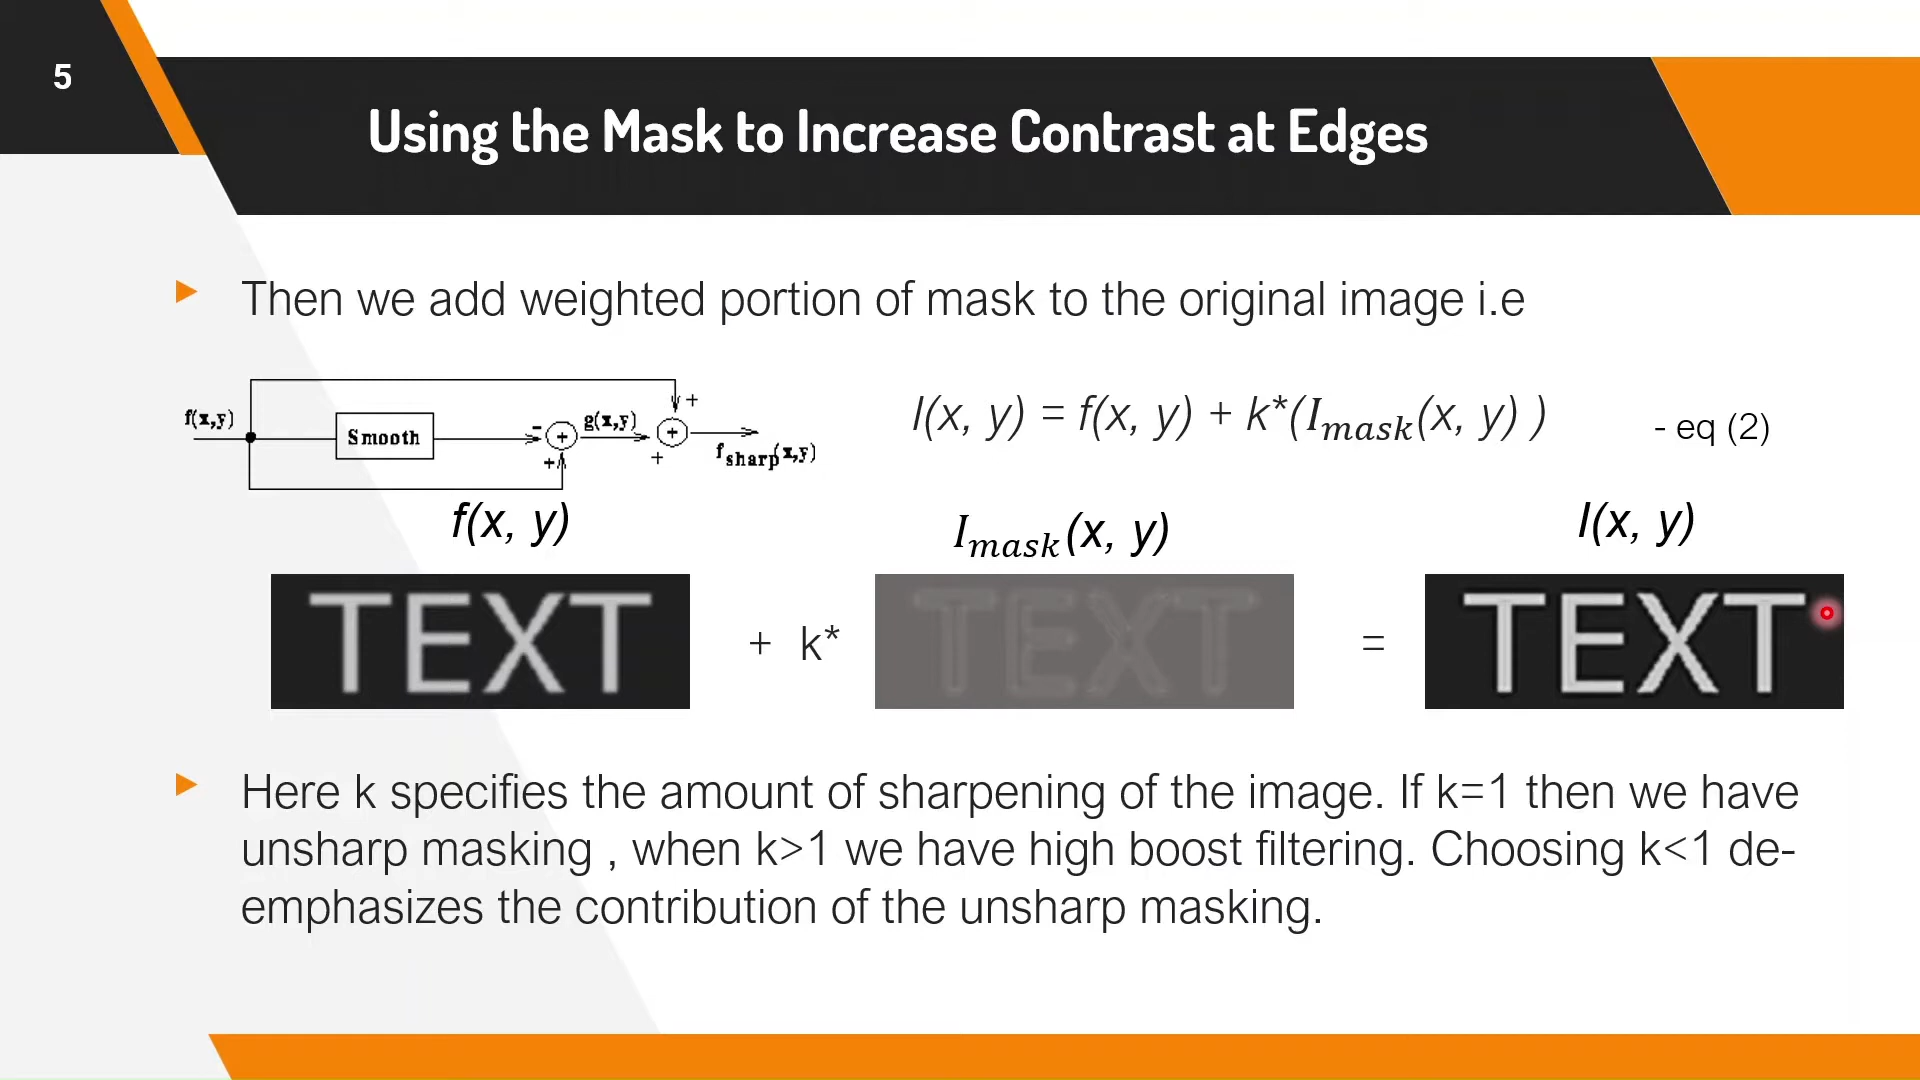 5
Using the Mask to Increase Contrast at Edges
Then we add weighted portion of mask to the original image i.e
f(x,y)
Smooth
-
+
+
g(x,y)
+
+
+
f sharp(x,y)
I(x, y) = f(x, y) + k*(I_mask(x, y) )
- eq (2)
f(x, y)
I_mask(x, y)
I(x, y)
TEXT + k* TEXT = TEXT
Here k specifies the amount of sharpening of the image. If k=1 then we have
unsharp masking , when k>1 we have high boost filtering. Choosing k<1 de-
emphasizes the contribution of the unsharp masking.